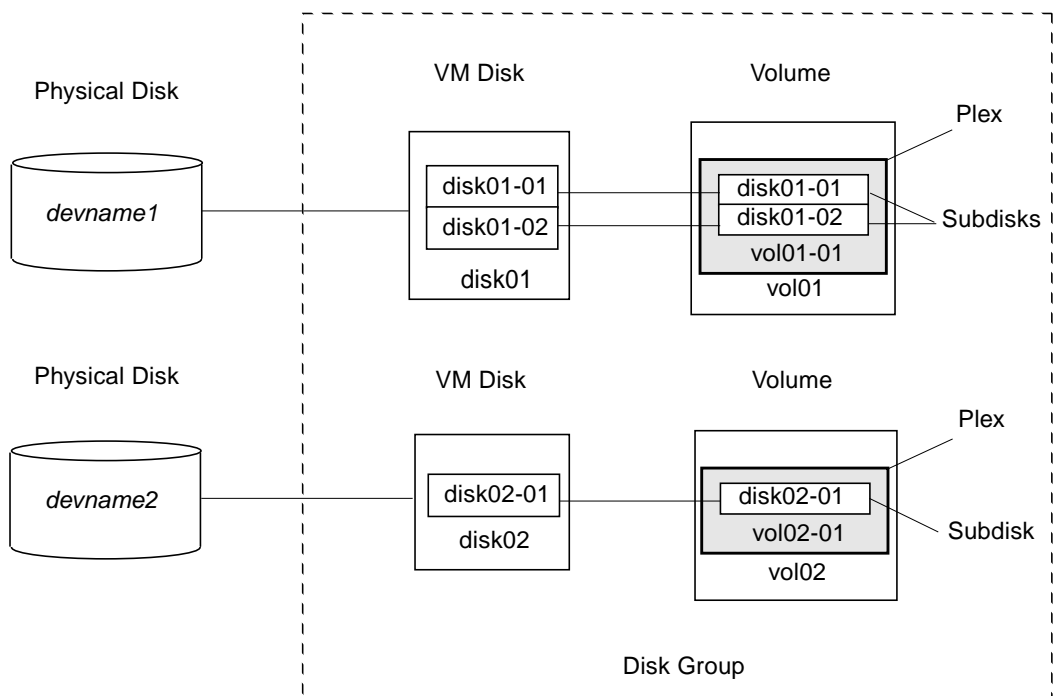 VM Disk
Volume
Physical Disk
Plex
devname1
disk01-01
disk01-02
disk01
disk01-01
disk01-02
vol01-01
vol01
Subdisks
Physical Disk
VM Disk
Volume
Plex
devname2
disk02-01
disk02
disk02-01
vol02-01
vol02
Subdisk
Disk Group